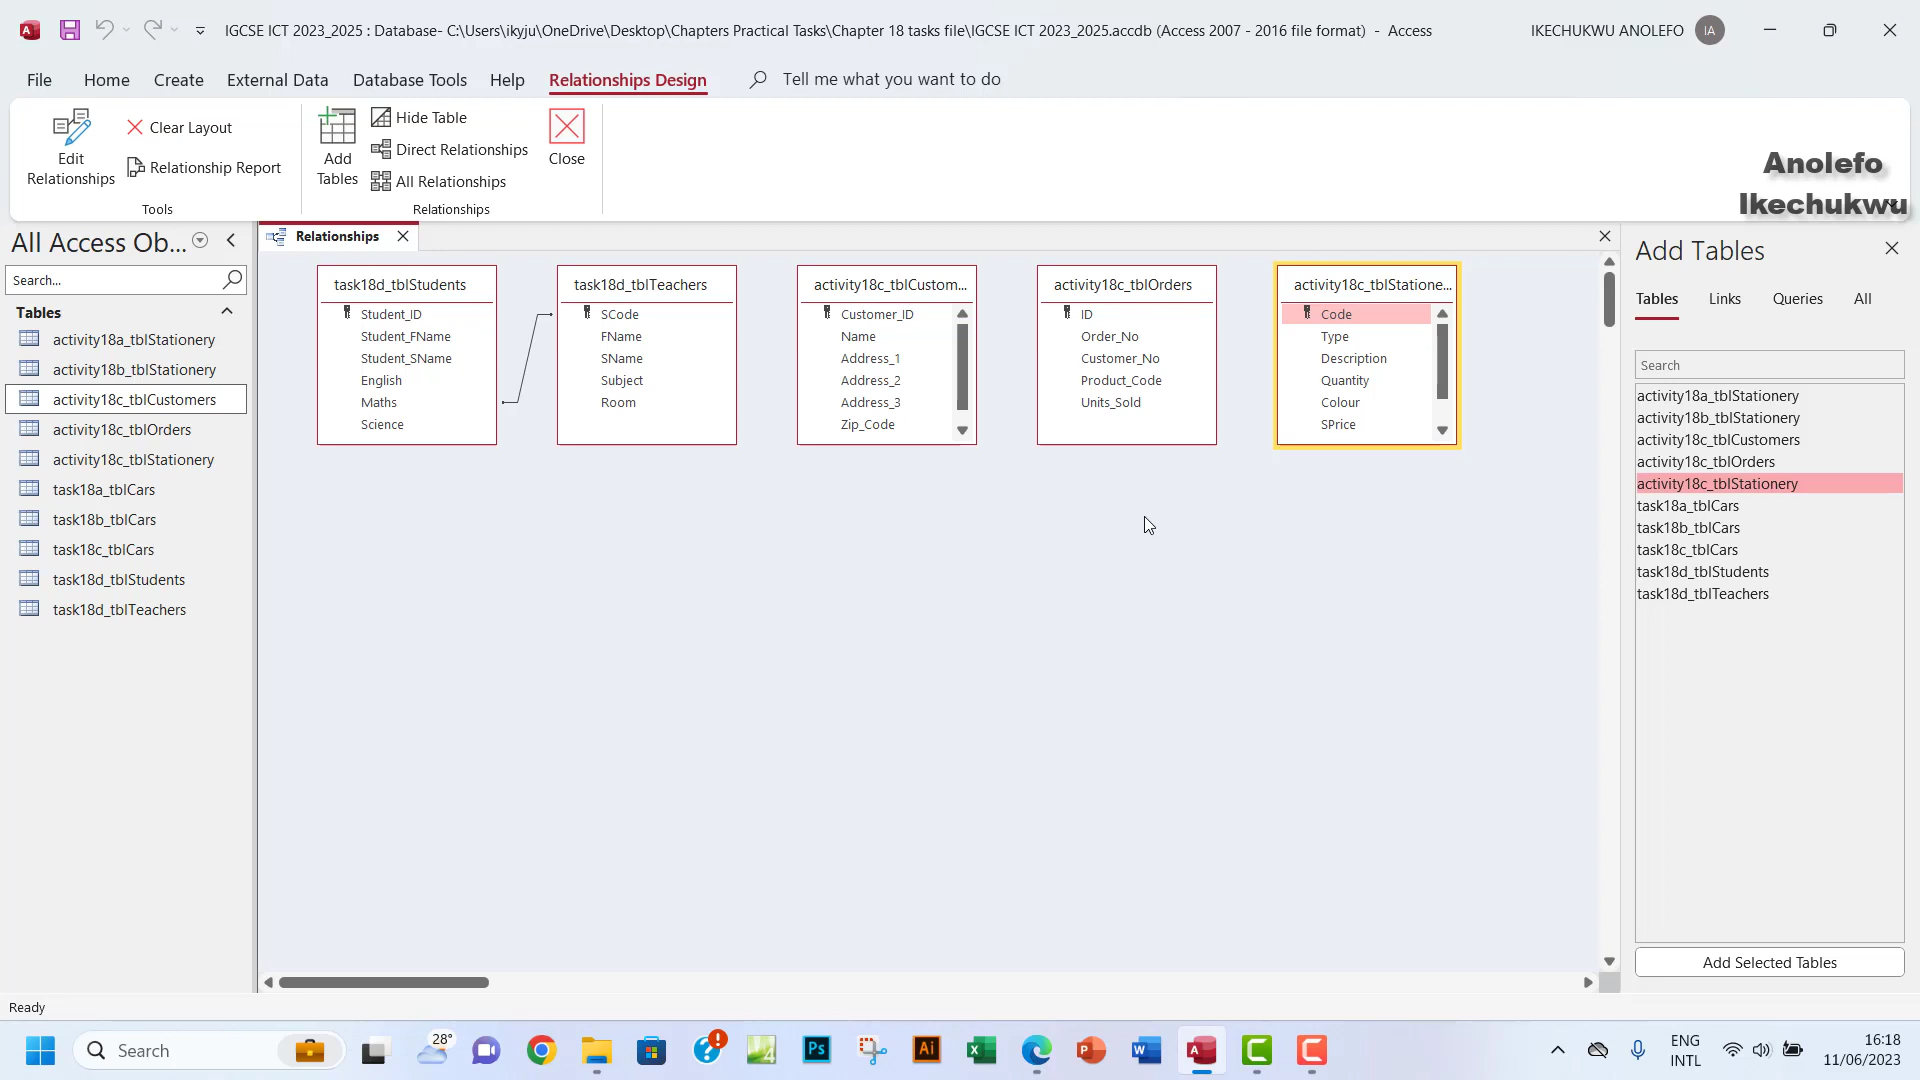 IGCSE ICT 2023_2025 : Database- C:\Users\ikyju\OneDrive\Desktop\Chapters Practical Tasks\Chapter 18 tasks file\IGCSE ICT 2023_2025.accdb (Access 2007 - 2016 file format) - Access
IKECHUKWU ANOLEFO IA
File Home Create External Data Database Tools Help Relationships Design Tell me what you want to do
Edit Relationships
Clear Layout
Relationship Report
Tools
Add Tables
Hide Table
Direct Relationships
All Relationships
Relationships
Close
Anolefo
Ikechukwu
All Access Ob...
Search...
Tables
activity18a_tblStationery
activity18b_tblStationery
activity18c_tblCustomers
activity18c_tblOrders
activity18c_tblStationery
task18a_tblCars
task18b_tblCars
task18c_tblCars
task18d_tblStudents
task18d_tblTeachers
Relationships
task18d_tblStudents
Student_ID
Student_FName
Student_SName
English
Maths
Science
task18d_tblTeachers
SCode
FName
SName
Subject
Room
activity18c_tblCustom...
Customer_ID
Name
Address_1
Address_2
Address_3
Zip_Code
activity18c_tblOrders
ID
Order_No
Customer_No
Product_Code
Units_Sold
activity18c_tblStatione...
Code
Type
Description
Quantity
Colour
SPrice
Add Tables
Tables Links Queries All
Search
activity18a_tblStationery
activity18b_tblStationery
activity18c_tblCustomers
activity18c_tblOrders
activity18c_tblStationery
task18a_tblCars
task18b_tblCars
task18c_tblCars
task18d_tblStudents
task18d_tblTeachers
Add Selected Tables
Ready
Search
28°
Ps
Ai
ENG
INTL
16:18
11/06/2023